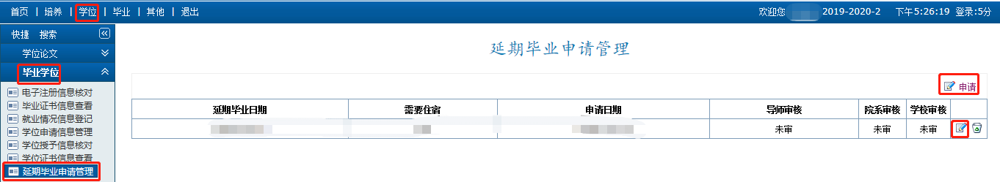 首页 | 培养 | 学位 | 毕业 | 其他 | 退出
欢迎您 2019-2020-2 下午5:26:19 登录:5分
快捷 搜索
学位论文
毕业学位
电子注册信息核对
毕业证书信息查看
就业情况信息登记
学位申请信息管理
学位授予信息核对
学位证书信息查看
延期毕业申请管理
延期毕业申请管理
申请
延期毕业日期 需要住宿 申请日期 导师审核 院系审核 学校审核
未审 未审 未审